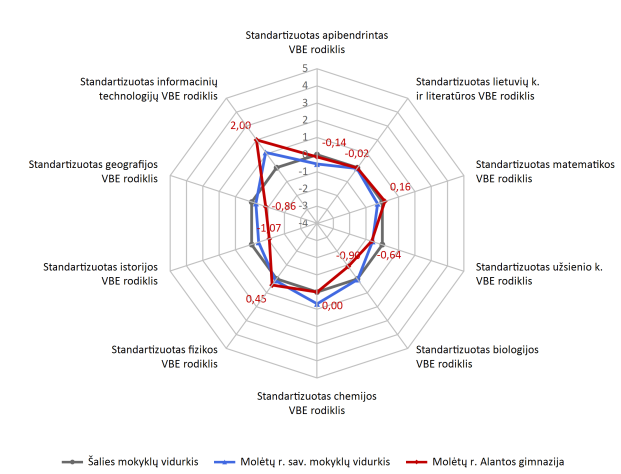 Standartizuotas apibendrintas
VBE rodiklis
Standartizuotas informacinių
technologijų VBE rodiklis
Standartizuotas lietuvių k.
ir literatūros VBE rodiklis
5
4
3
2
1
-1
-2
-3
-4
2,00
-0,14
0,02
0,16
-0,64
-0,96
0,00
0,45
-1,07
-0,86
Standartizuotas geografijos
VBE rodiklis
Standartizuotas matematikos
VBE rodiklis
Standartizuotas istorijos
VBE rodiklis
Standartizuotas užsienio k.
VBE rodiklis
Standartizuotas fizikos
VBE rodiklis
Standartizuotas biologijos
VBE rodiklis
Standartizuotas chemijos
VBE rodiklis
Šalies mokyklų vidurkis
Molėtų r. sav. mokyklų vidurkis
Molėtų r. Alantos gimnazija